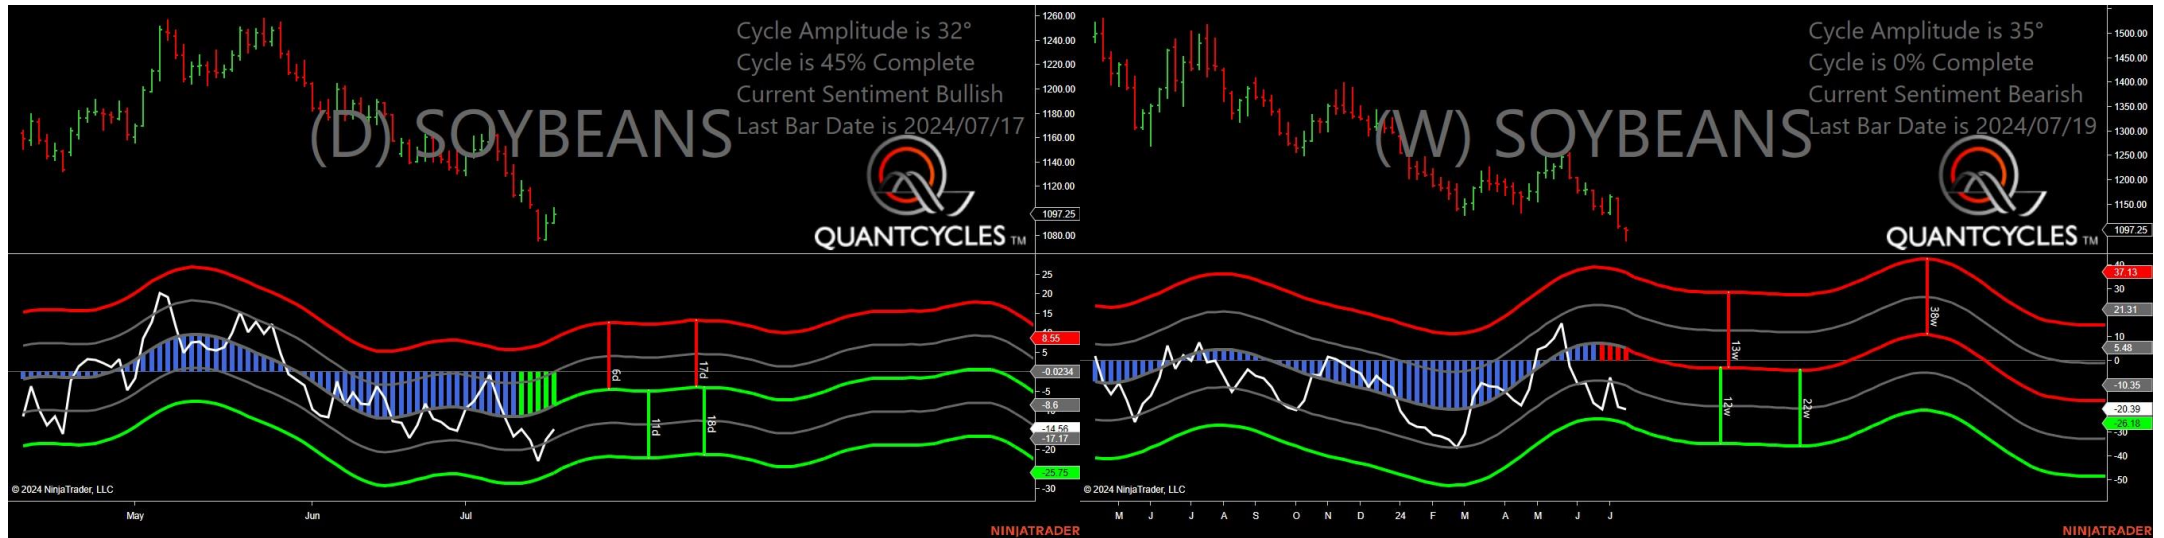 Cycle Amplitude is 32°
Cycle is 45% Complete
Current Sentiment Bullish
Last Bar Date is 2024/07/17
(D) SOYBEANS
QUANTCYCLES TM
1260.00
1240.00
1220.00
1200.00
1180.00
1160.00
1140.00
1120.00
1097.25
1080.00
25
20
15
8.55
5
-0.0234
-5
-8.6
-14.56
-17.17
-20
-25.75
-30
6d
17d
11d
18d
© 2024 NinjaTrader, LLC
May Jun Jul
NINJATRADER
Cycle Amplitude is 35°
Cycle is 0% Complete
Current Sentiment Bearish
Last Bar Date is 2024/07/19
(W) SOYBEANS
QUANTCYCLES TM
1500.00
1450.00
1400.00
1350.00
1300.00
1250.00
1200.00
1150.00
1097.25
40
37.13
30
21.31
10
5.48
0
-10.35
-20.39
-26.18
-30
-40
-50
13w
38w
12w
22w
© 2024 NinjaTrader, LLC
M J J A S O N D 24 F M A M J J
NINJATRADER